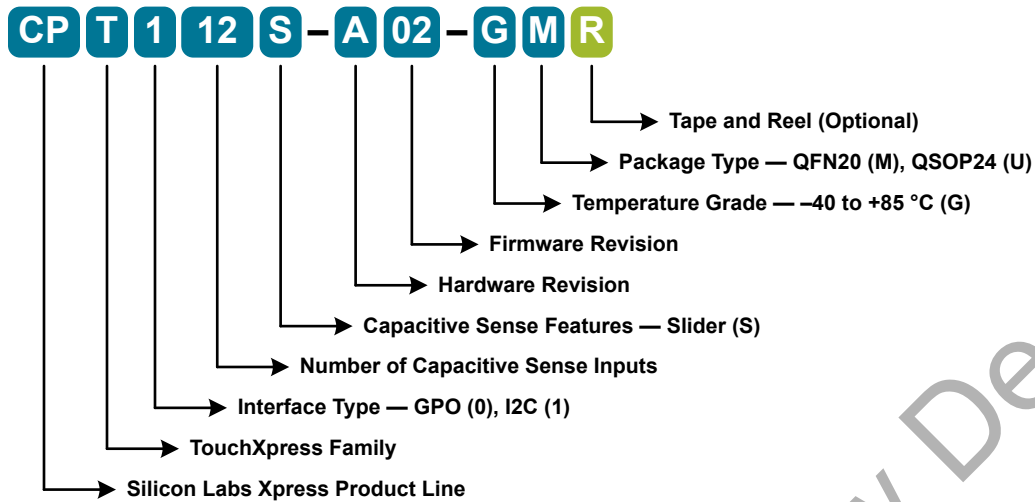 CP T 1 12 S – A 02 – G M R
Tape and Reel (Optional)
Package Type — QFN20 (M), QSOP24 (U)
Temperature Grade — –40 to +85 °C (G)
Firmware Revision
Hardware Revision
Capacitive Sense Features — Slider (S)
Number of Capacitive Sense Inputs
Interface Type — GPO (0), I2C (1)
TouchXpress Family
Silicon Labs Xpress Product Line